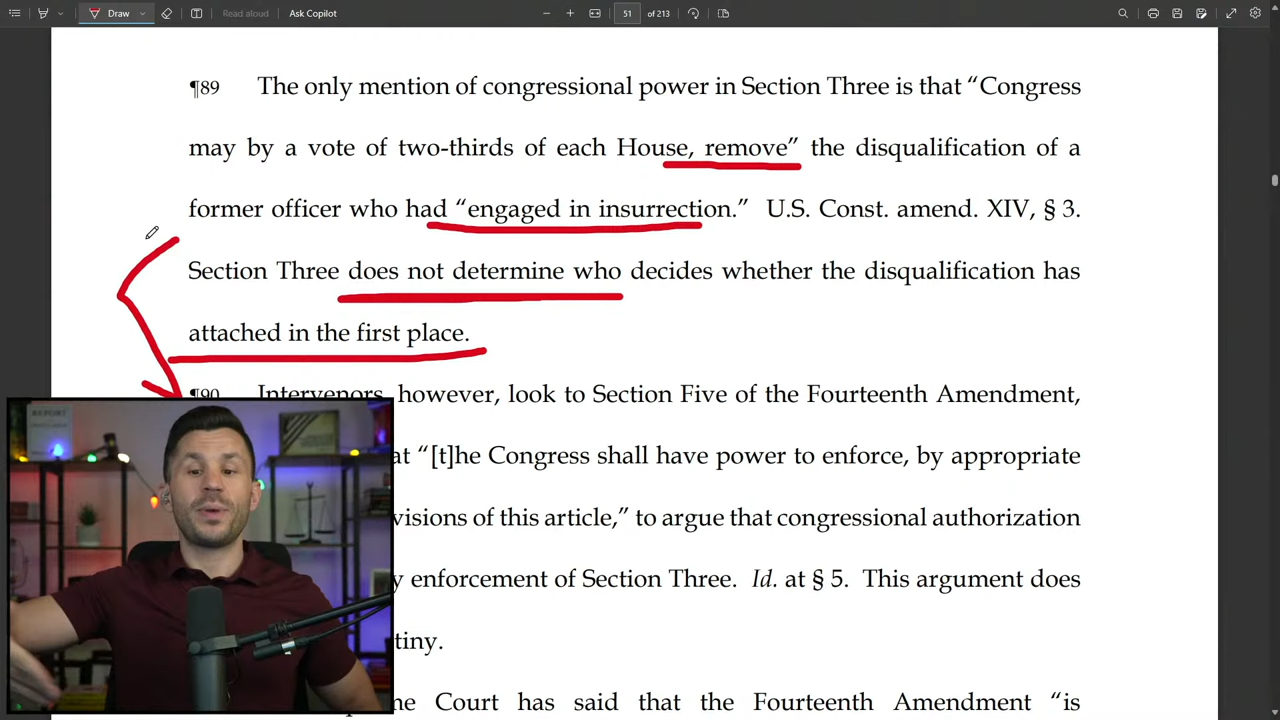 Draw
Read aloud
Ask Copilot
51 of 213
¶89 The only mention of congressional power in Section Three is that “Congress
may by a vote of two-thirds of each House, remove” the disqualification of a
former officer who had “engaged in insurrection.” U.S. Const. amend. XIV, § 3.
Section Three does not determine who decides whether the disqualification has
attached in the first place.
¶90 Intervenors, however, look to Section Five of the Fourteenth Amendment,
at “[t]he Congress shall have power to enforce, by appropriate
visions of this article,” to argue that congressional authorization
y enforcement of Section Three. Id. at § 5. This argument does
tiny.
me Court has said that the Fourteenth Amendment “is
REPORT